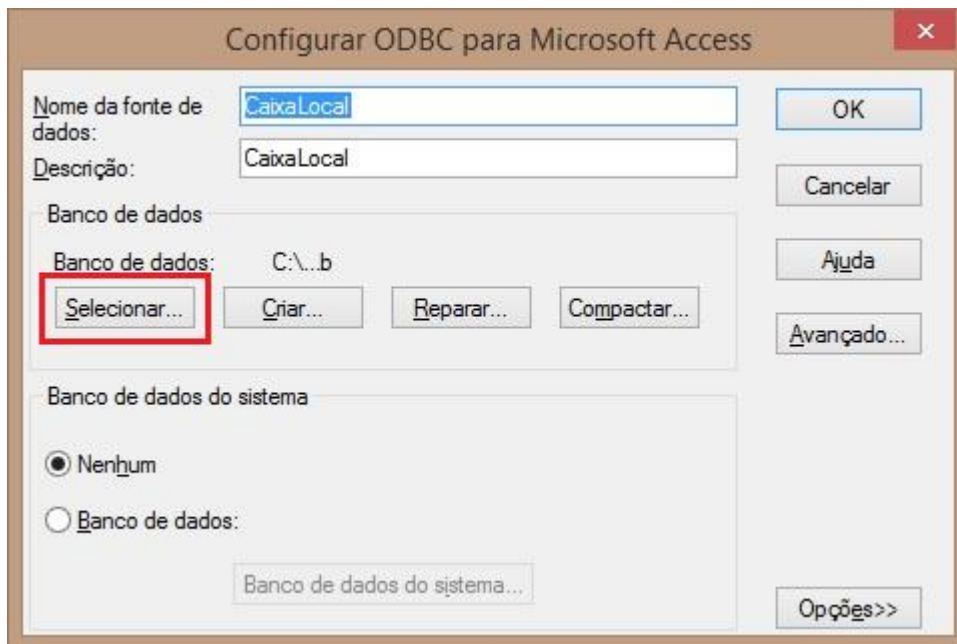 Configurar ODBC para Microsoft Access
×
Nome da fonte de
dados:
CaixaLocal
Descrição:
CaixaLocal
OK
Cancelar
Ajuda
Avançado...
Banco de dados
Banco de dados: C:\...b
Selecionar... Criar... Reparar... Compactar...
Banco de dados do sistema
Nenhum
Banco de dados:
Banco de dados do sistema...
Opções>>